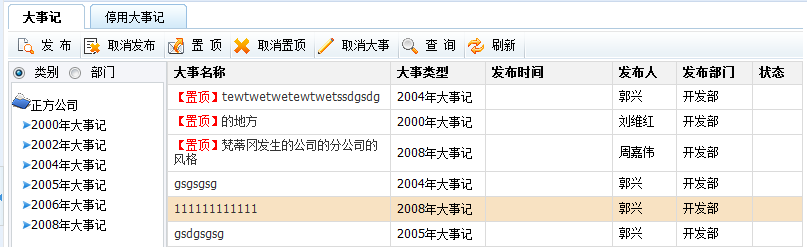 大事记 停用大事记
发 布 取消发布 置 顶 取消置顶 取消大事 查 询 刷新
类别 部门
正方公司
2000年大事记
2002年大事记
2004年大事记
2005年大事记
2006年大事记
2008年大事记
大事名称 大事类型 发布时间 发布人 发布部门 状态
【置顶】tewtwetwetewtwetssdgsdg 2004年大事记 郭兴 开发部
【置顶】的地方 2000年大事记 刘维红 开发部
【置顶】梵蒂冈发生的公司的分公司的 2008年大事记 周嘉伟 开发部
风格
gsgsgsg 2004年大事记 郭兴 开发部
111111111111 2008年大事记 郭兴 开发部
gsdgsgsg 2005年大事记 郭兴 开发部